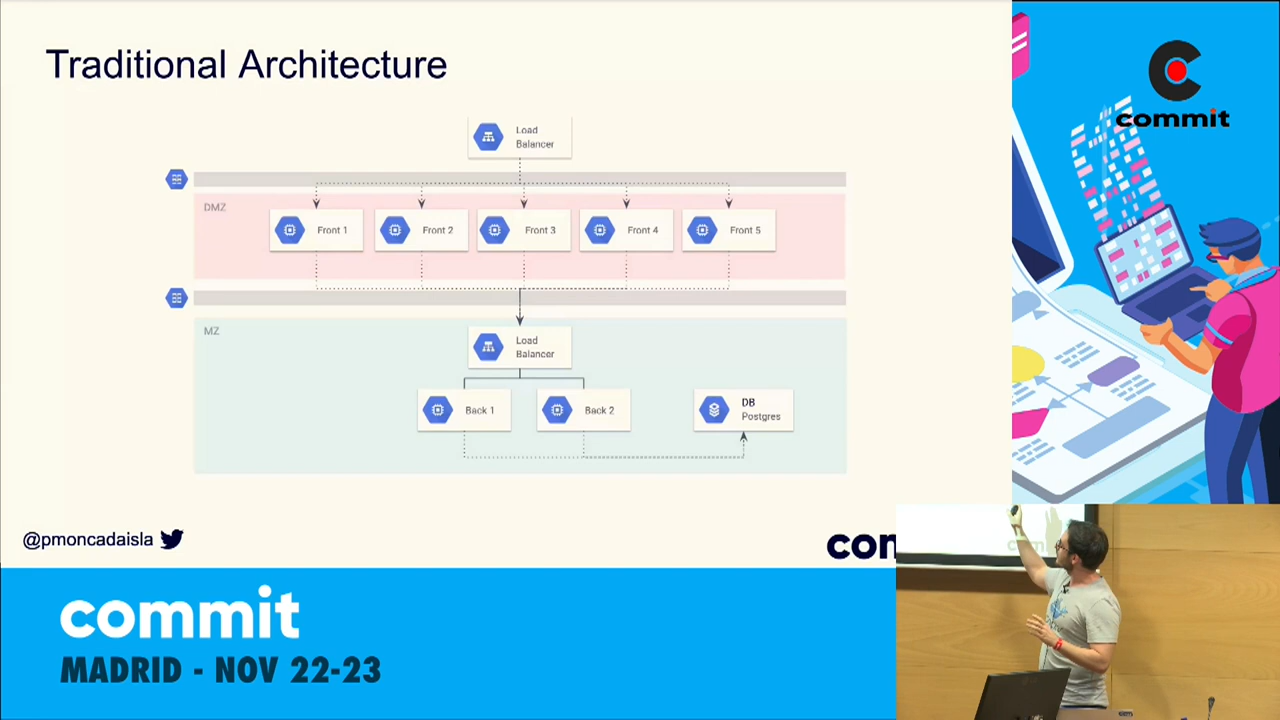 Traditional Architecture
Load
Balancer
DMZ
Front 1
Front 2
Front 3
Front 4
Front 5
MZ
Load
Balancer
Back 1
Back 2
DB
Postgres
@pmoncadaisla
com
commit
MADRID - NOV 22-23
commit